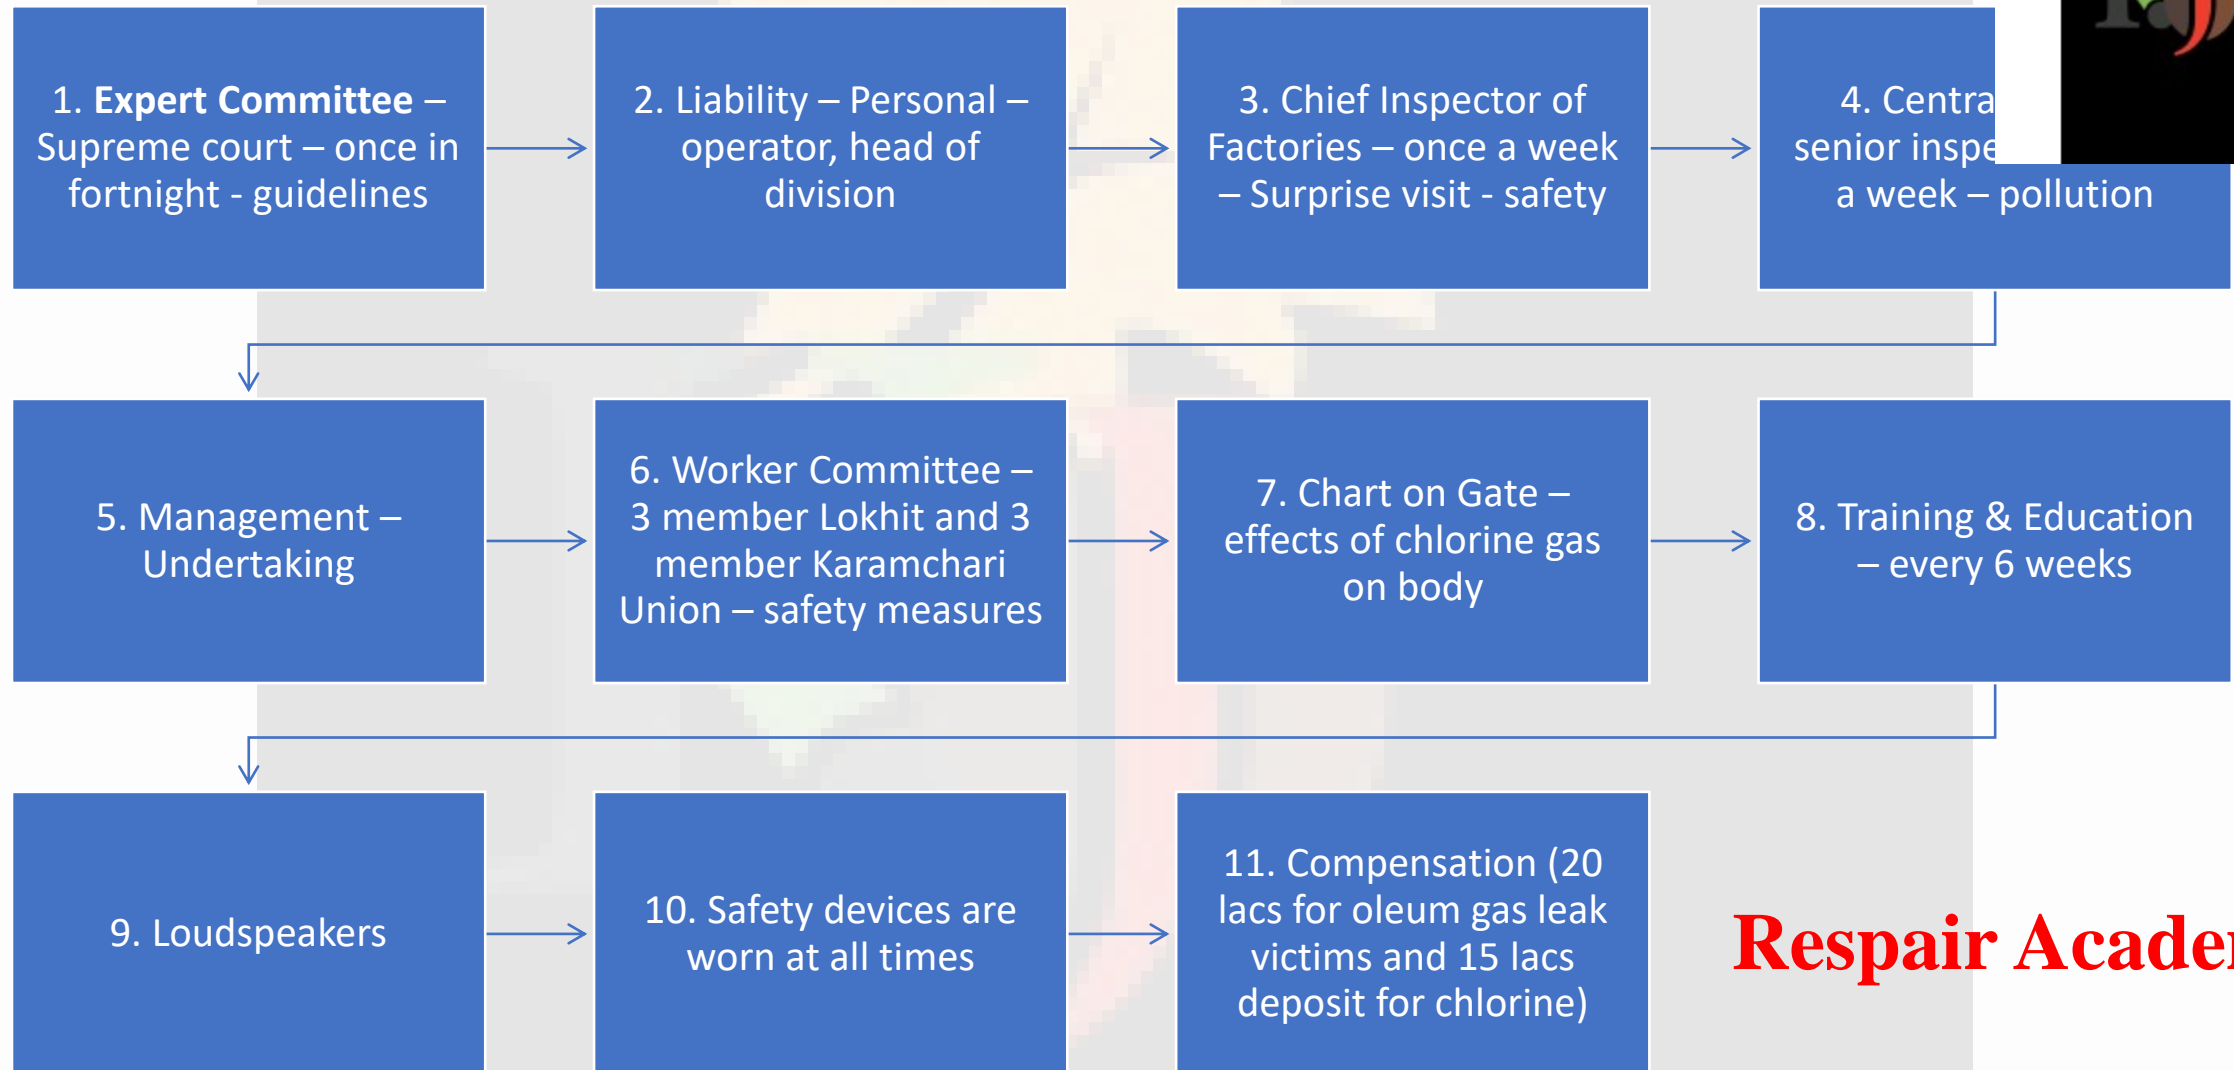 1. Expert Committee –
Supreme court – once in
fortnight - guidelines
2. Liability – Personal –
operator, head of
division
3. Chief Inspector of
Factories – once a week
– Surprise visit - safety
4.
senior
a week – pollution
5. Management –
Undertaking
6. Worker Committee –
3 member Lokhit and 3
member Karamchari
Union – safety measures
7. Chart on Gate –
effects of chlorine gas
on body
8. Training & Education
– every 6 weeks
9. Loudspeakers
10. Safety devices are
worn at all times
11. Compensation (20
lacs for oleum gas leak
victims and 15 lacs
deposit for chlorine)
Respair